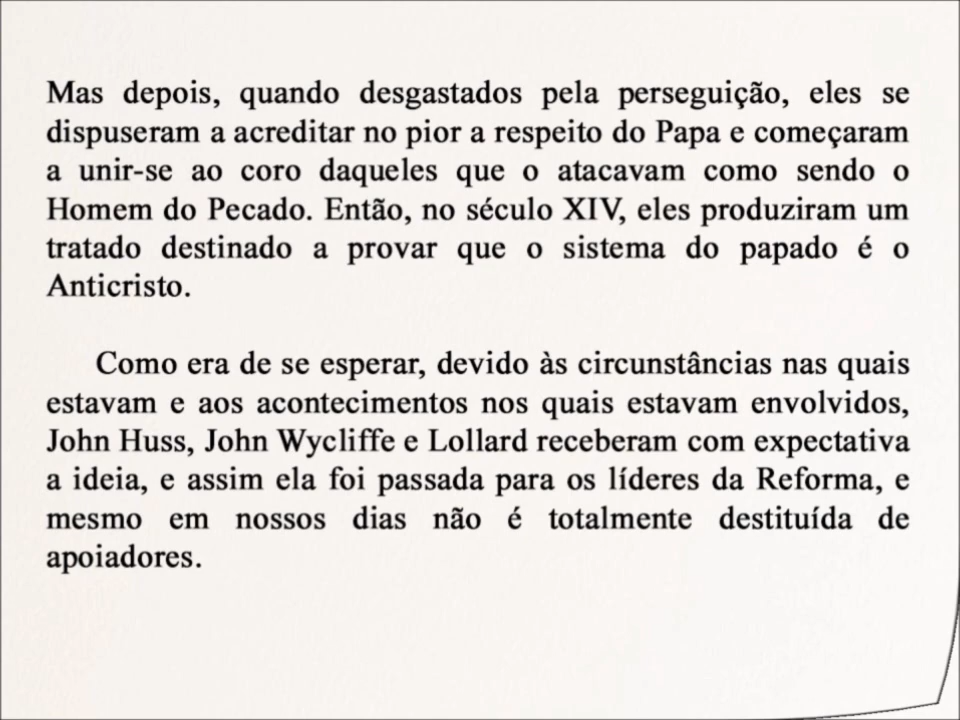 Mas depois, quando desgastados pela perseguição, eles se
dispuseram a acreditar no pior a respeito do Papa e começaram
a unir-se ao coro daqueles que o atacavam como sendo o
Homem do Pecado. Então, no século XIV, eles produziram um
tratado destinado a provar que o sistema do papado é o
Anticristo.
Como era de se esperar, devido às circunstâncias nas quais
estavam e aos acontecimentos nos quais estavam envolvidos,
John Huss, John Wycliffe e Lollard receberam com expectativa
a ideia, e assim ela foi passada para os líderes da Reforma, e
mesmo em nossos dias não é totalmente destituída de
apoiadores.